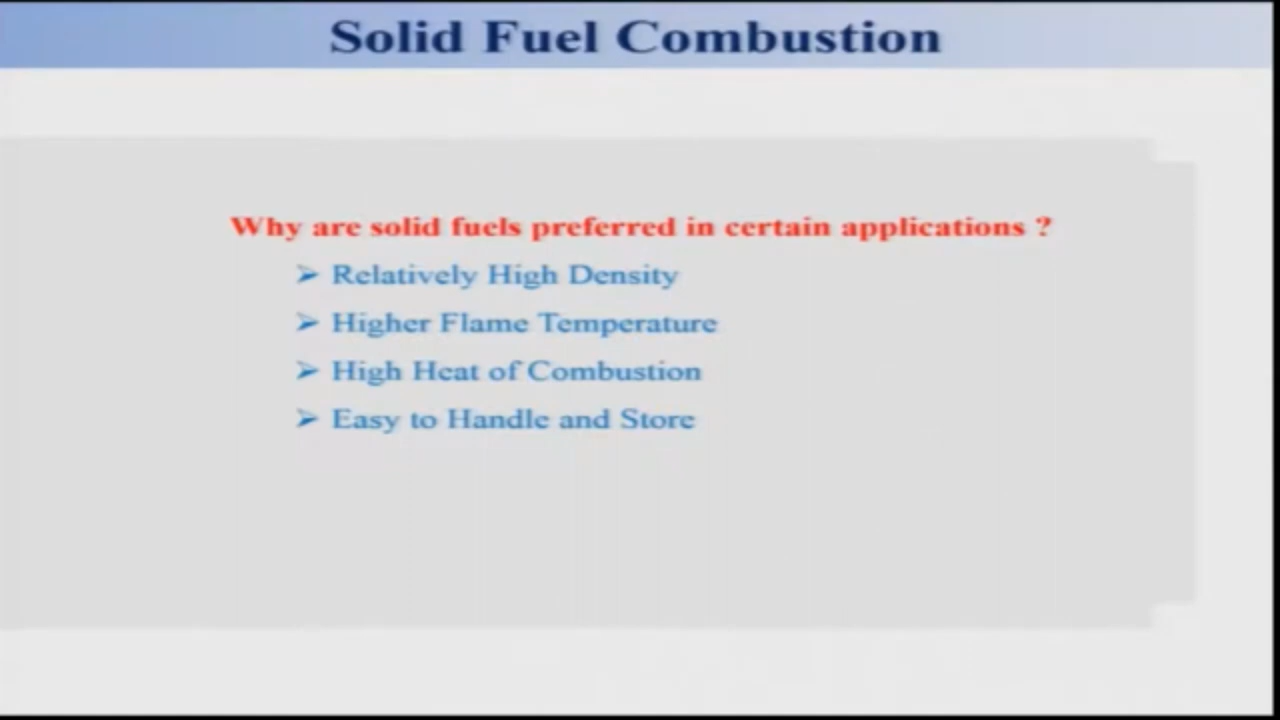 Solid Fuel Combustion
Why are solid fuels preferred in certain applications ?
➢ Relatively High Density
➢ Higher Flame Temperature
➢ High Heat of Combustion
➢ Easy to Handle and Store